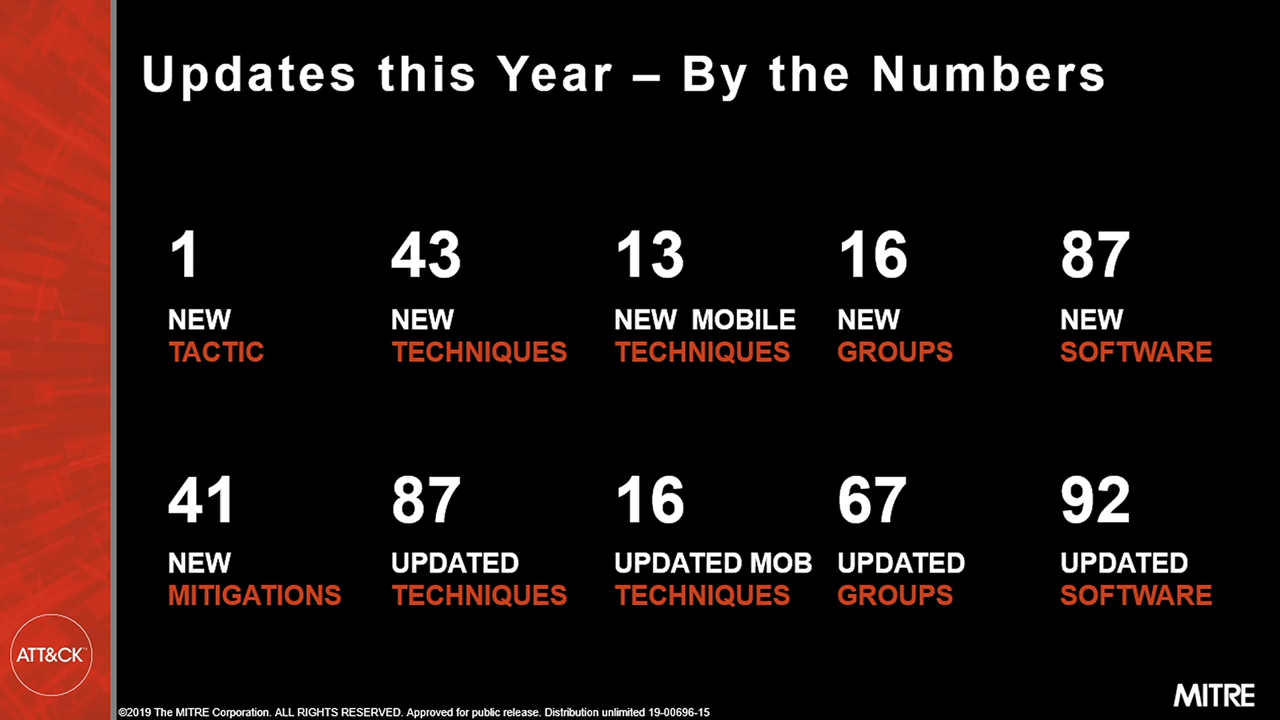 Updates this Year – By the Numbers
1
NEW
TACTIC
43
NEW
TECHNIQUES
13
NEW MOBILE
TECHNIQUES
16
NEW
GROUPS
87
NEW
SOFTWARE
41
NEW
MITIGATIONS
87
UPDATED
TECHNIQUES
16
UPDATED MOB
TECHNIQUES
67
UPDATED
GROUPS
92
UPDATED
SOFTWARE
ATT&CK™
MITRE
©2019 The MITRE Corporation. ALL RIGHTS RESERVED. Approved for public release. Distribution unlimited 19-00696-15